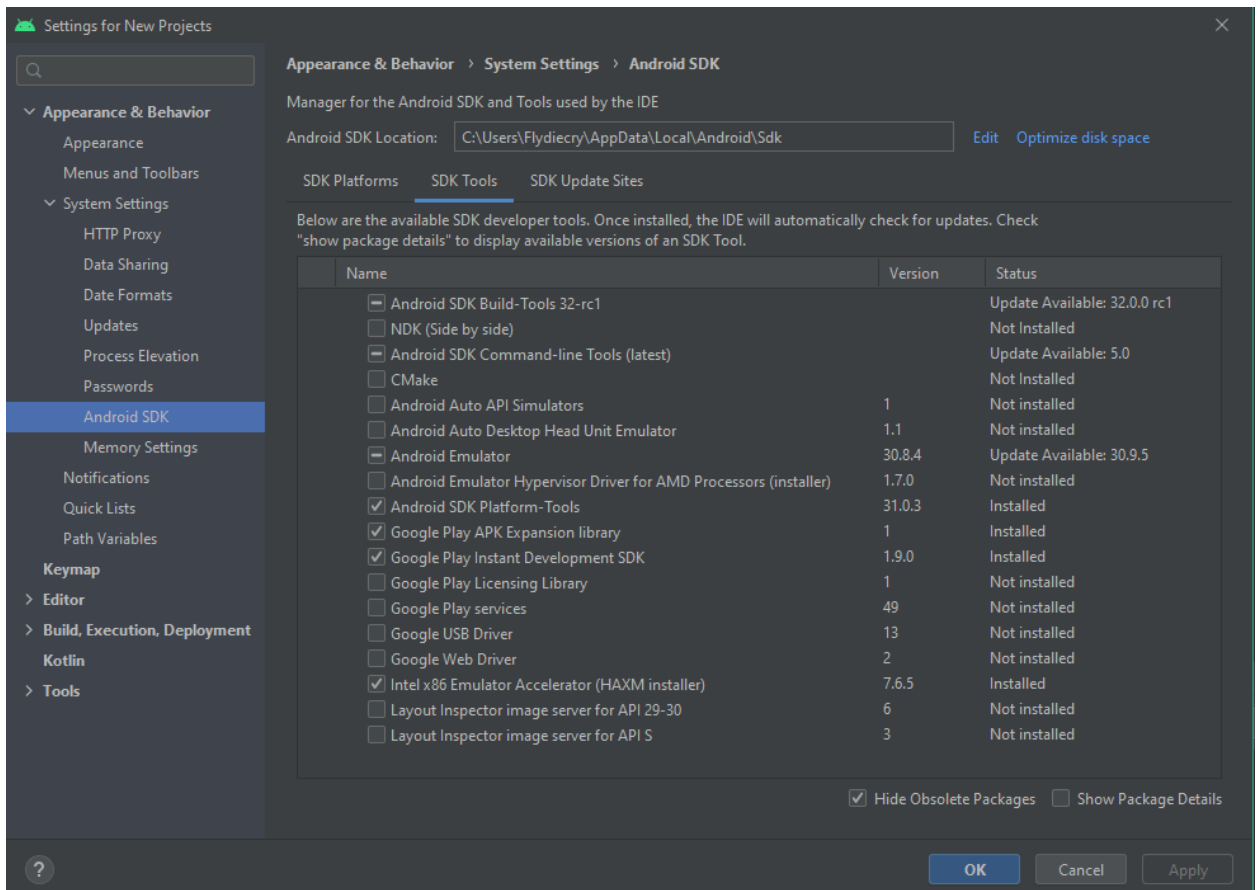 Settings for New Projects
Appearance & Behavior
Appearance
Menus and Toolbars
System Settings
HTTP Proxy
Data Sharing
Date Formats
Updates
Process Elevation
Passwords
Android SDK
Memory Settings
Notifications
Quick Lists
Path Variables
Keymap
Editor
Build, Execution, Deployment
Kotlin
Tools
Appearance & Behavior > System Settings > Android SDK
Manager for the Android SDK and Tools used by the IDE
Android SDK Location: C:\Users\Flydiecry\AppData\Local\Android\Sdk Edit Optimize disk space
SDK Platforms SDK Tools SDK Update Sites
Below are the available SDK developer tools. Once installed, the IDE will automatically check for updates. Check
"show package details" to display available versions of an SDK Tool.
Name Version Status
Android SDK Build-Tools 32-rc1 Update Available: 32.0.0 rc1
NDK (Side by side) Not Installed
Android SDK Command-line Tools (latest) Update Available: 5.0
CMake Not Installed
Android Auto API Simulators 1 Not installed
Android Auto Desktop Head Unit Emulator 1.1 Not installed
Android Emulator 30.8.4 Update Available: 30.9.5
Android Emulator Hypervisor Driver for AMD Processors (installer) 1.7.0 Not installed
Android SDK Platform-Tools 31.0.3 Installed
Google Play APK Expansion library 1 Installed
Google Play Instant Development SDK 1.9.0 Installed
Google Play Licensing Library 1 Not installed
Google Play services 49 Not installed
Google USB Driver 13 Not installed
Google Web Driver 2 Not installed
Intel x86 Emulator Accelerator (HAXM installer) 7.6.5 Installed
Layout Inspector image server for API 29-30 6 Not installed
Layout Inspector image server for API S 3 Not installed
Hide Obsolete Packages Show Package Details
? OK Cancel Apply